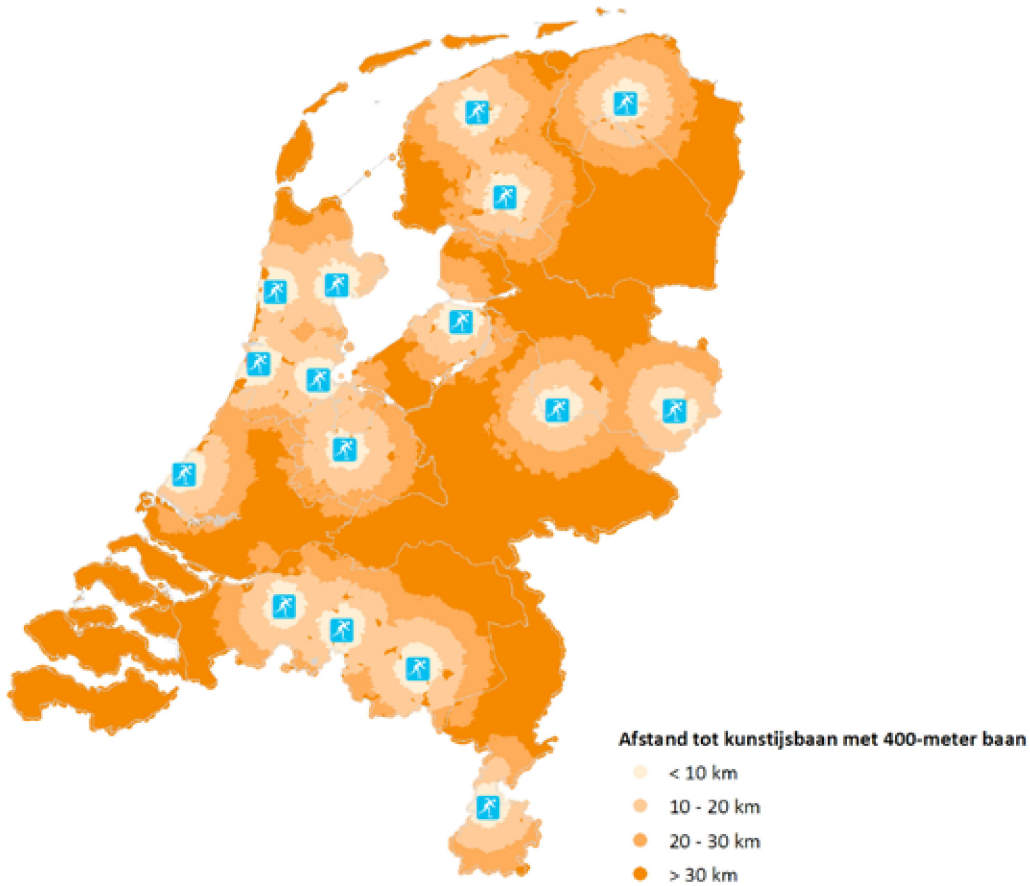 Afstand tot kunstijsbaan met 400-meter baan
< 10 km
10 - 20 km
20 - 30 km
> 30 km